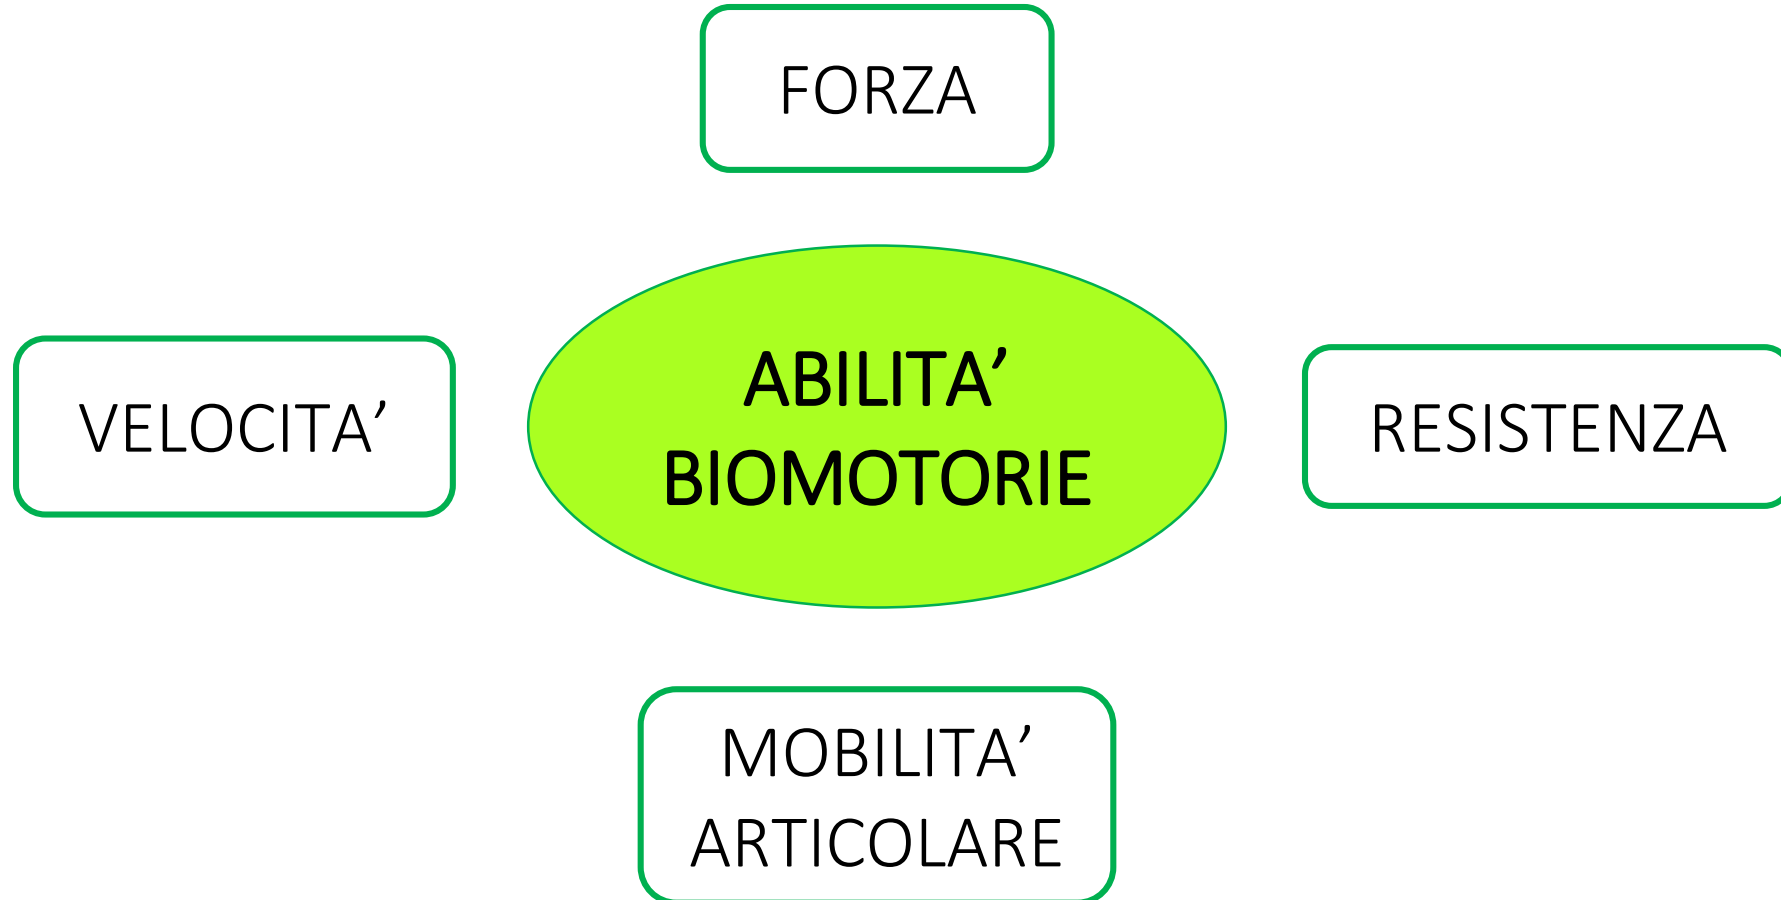 FORZA
ABILITA’
BIOMOTORIE
VELOCITA’
RESISTENZA
MOBILITA’
ARTICOLARE